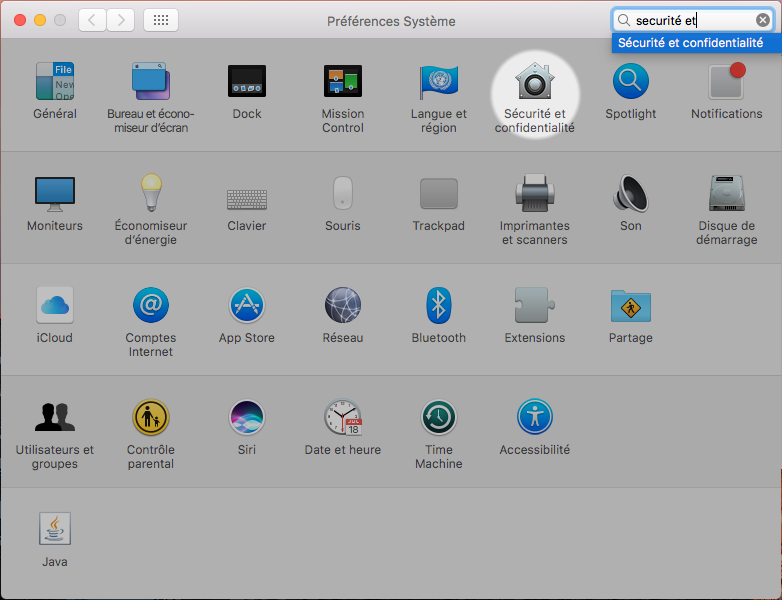 Préférences Système
securité et
Sécurité et confidentialité
File
New
Ope
Général
Bureau et écono-
miseur d'écran
Dock
Mission
Control
Langue et
région
Sécurité et
confidentialité
Spotlight
Notifications
Moniteurs
Économiseur
d'énergie
Clavier
Souris
Trackpad
Imprimantes
et scanners
Son
Disque de
démarrage
iCloud
@
Comptes
Internet
App Store
Réseau
Bluetooth
Extensions
Partage
Utilisateurs et
groupes
Contrôle
parental
Siri
JUL
18
Date et heure
Time
Machine
Accessibilité
Java